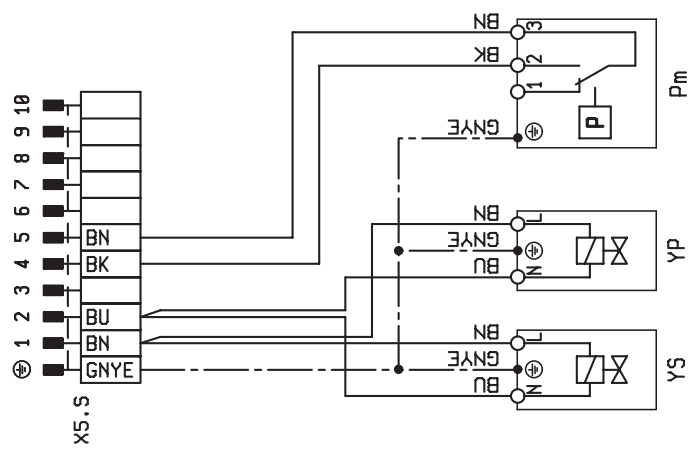 10
9
8
7
6
5 BN
4 BK
3
2 BU
1 BN
GNYE
X5.S
BN
BK
GNYE
3
2
1
P
Pm
BN
GNYE
BU
L
N
YP
BN
GNYE
BU
L
N
YS